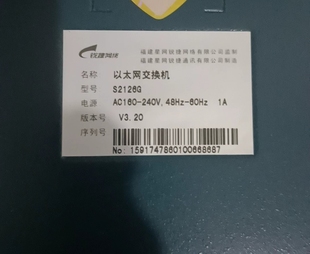 锐捷网络
福建星网锐捷网络有限公司监制
福建星网锐捷通讯有限公司制造
名称 以太网交换机
型号 S2126G
电源 AC160-240V, 48Hz-60Hz 1A
版本号 V3.20
序列号
No: 1591747860100668687